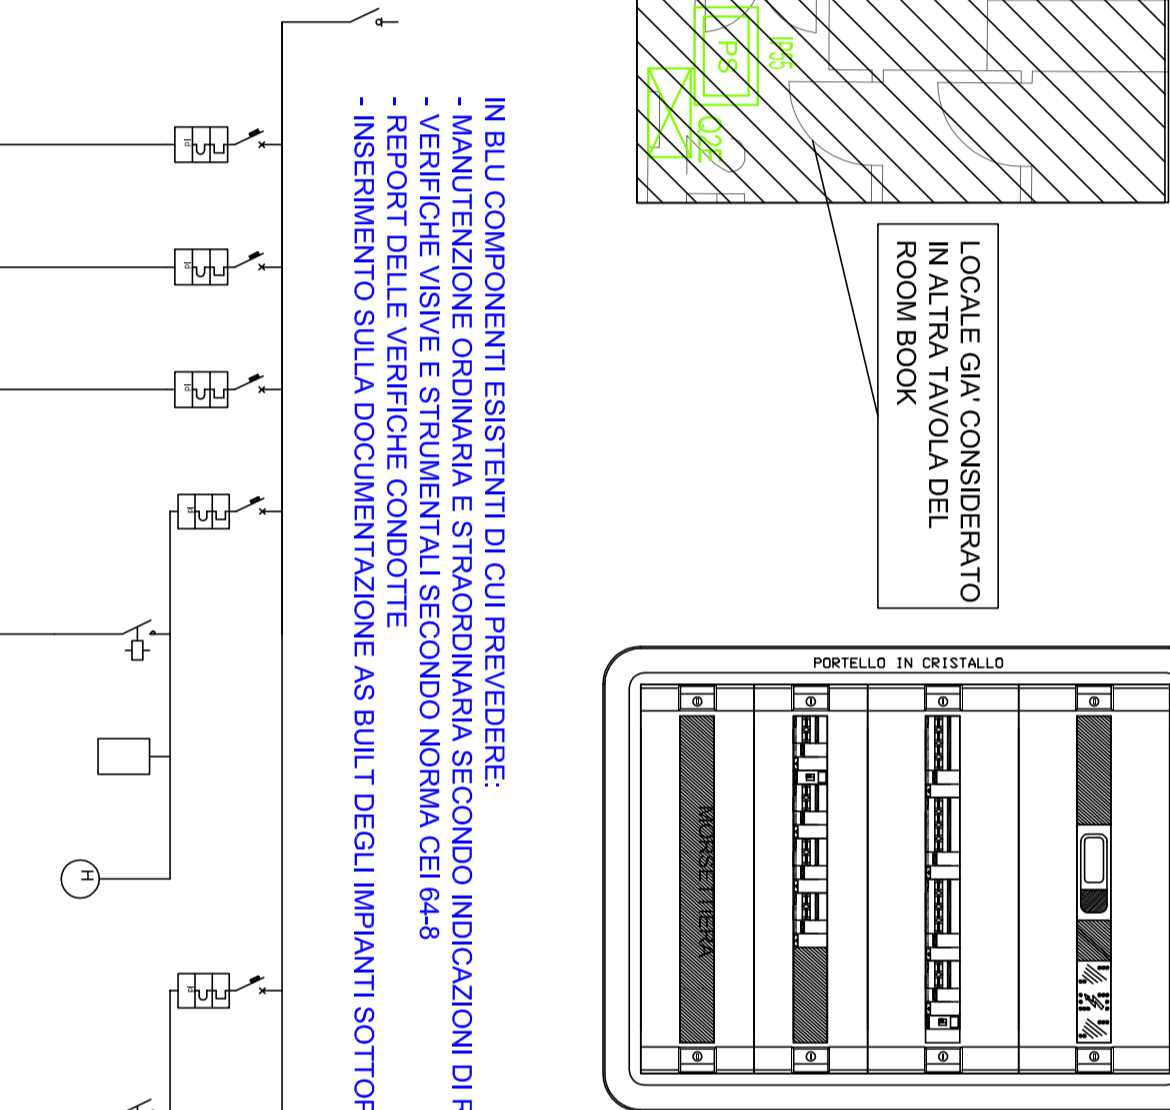 IP55
PS
Q2E
LOCALE GIA' CONSIDERATO
IN ALTRA TAVOLA DEL
ROOM BOOK
IN BLU COMPONENTI ESISTENTI DI CUI PREVEDERE:
- MANUTENZIONE ORDINARIA E STRAORDINARIA SECONDO INDICAZIONI DI
- VERIFICHE VISIVE E STRUMENTALI SECONDO NORMA CEI 64-8
- REPORT DELLE VERIFICHE CONDOTTE
- INSERIMENTO SULLA DOCUMENTAZIONE AS BUILT DEGLI IMPIANTI
PORTELLO IN CRISTALLO
MORSETTIERA
H